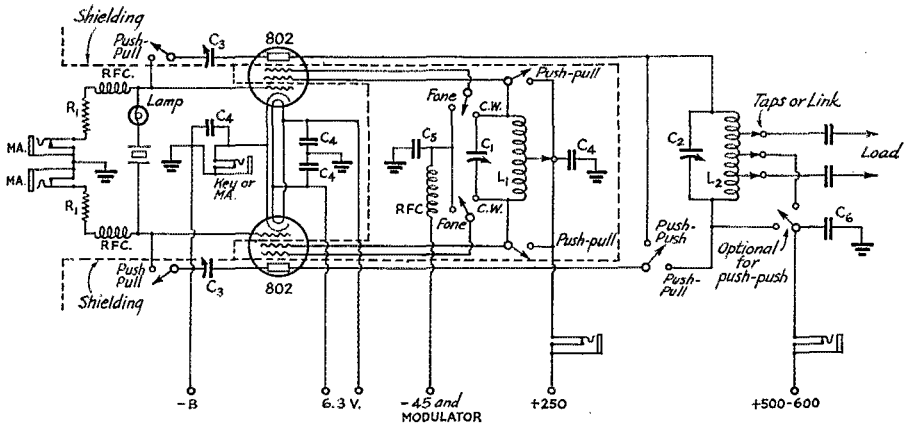 Shielding
Push-
Pull
C3
802
RFC.
R1
Lamp
MA.
MA.
C4
Key or
MA.
C4
C4
R1
RFC.
Push
Pull
Shielding
C3
802
Push-pull
Fone
C.W.
C5
C1
L1
C4
RFC
Fone
C.W.
Push-pull
C2
L2
Taps or Link
Load
Push-
Push
Push-
Pull
C6
Optional
for
push-push
-B
6.3 V.
-45 and
MODULATOR
+250
+500-600